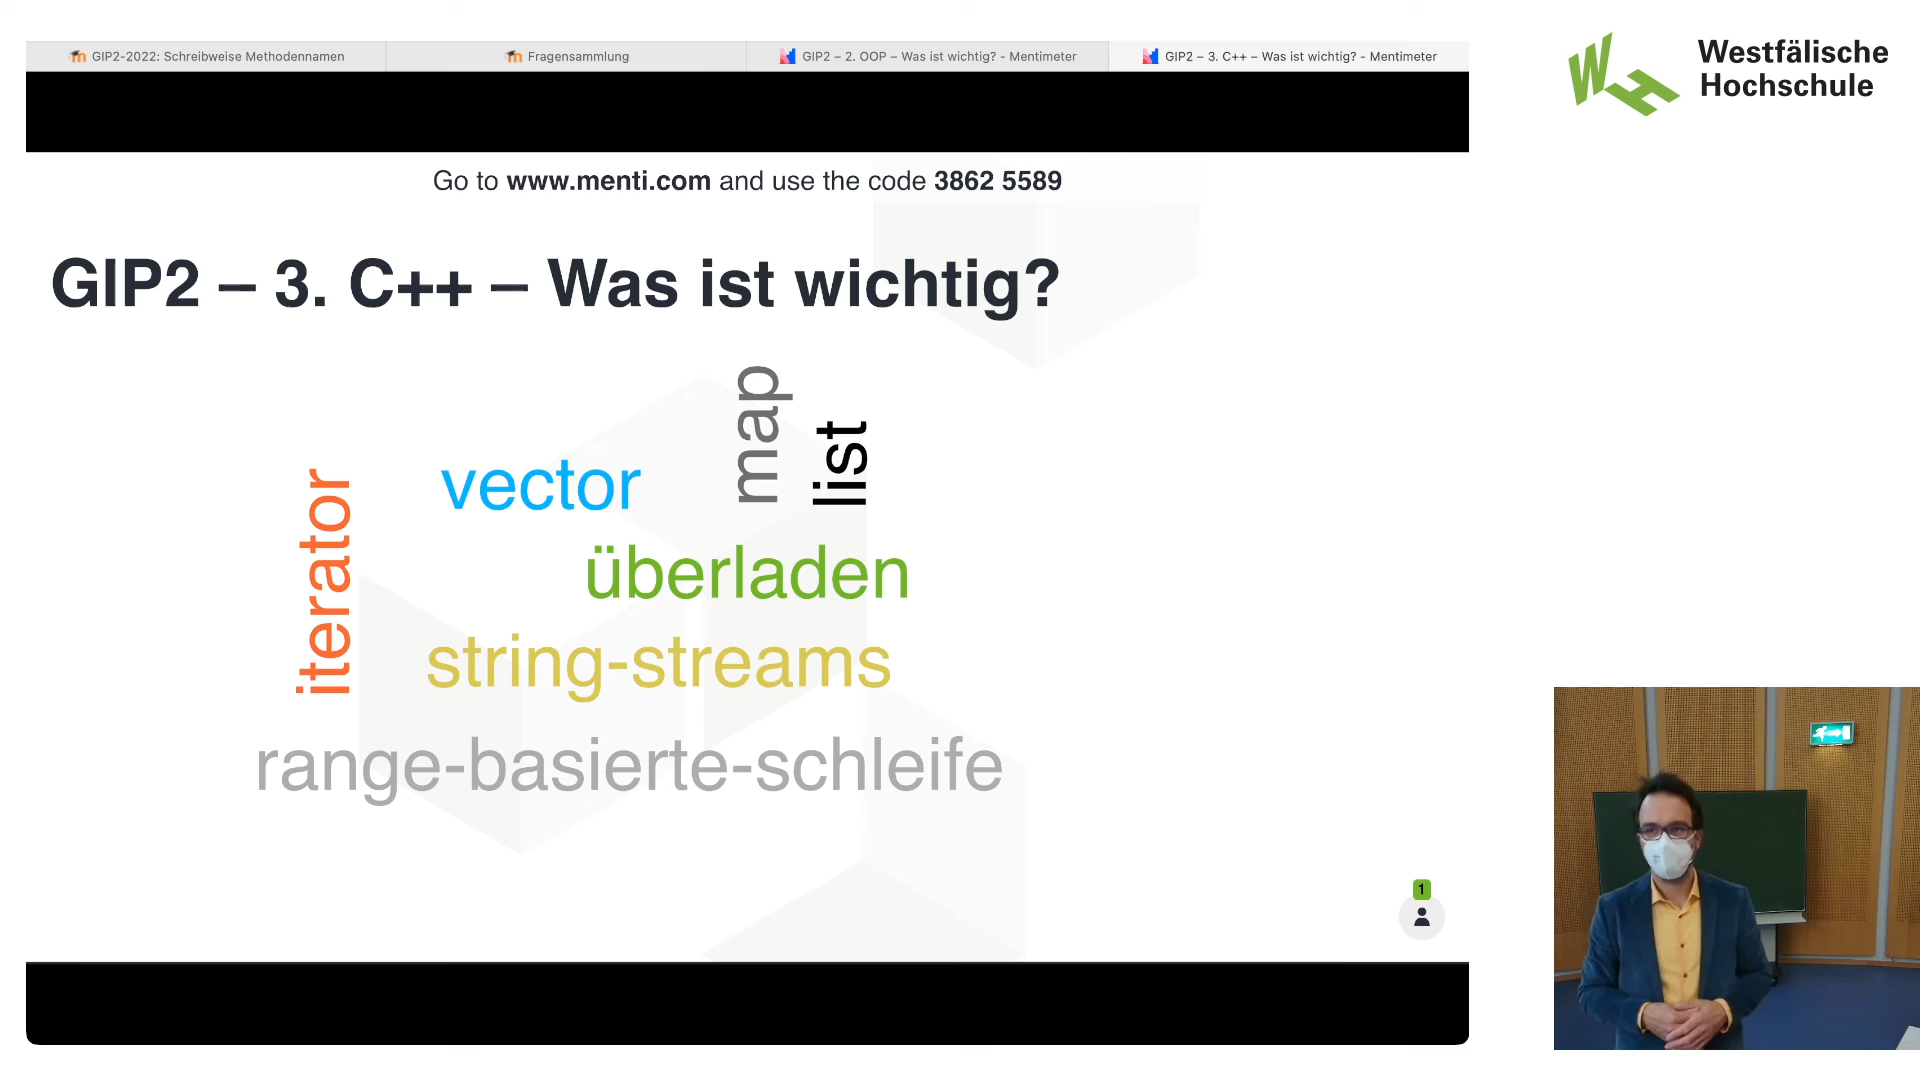 GIP2-2022: Schreibweise Methodennamen
Fragensammlung
GIP2 – 2. OOP – Was ist wichtig? - Mentimeter
GIP2 – 3. C++ – Was ist wichtig? - Mentimeter
Westfälische
Hochschule
Go to www.menti.com and use the code 3862 5589
GIP2 – 3. C++ – Was ist wichtig?
map
list
vector
iterator
überladen
string-streams
range-basierte-schleife
1